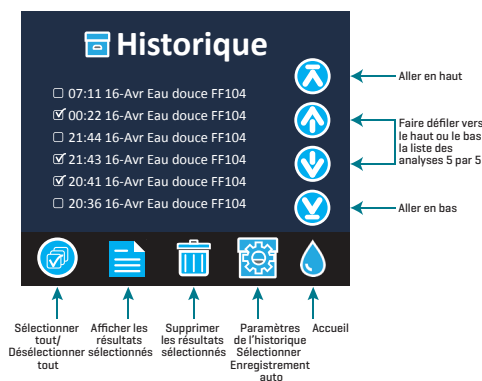 Historique
07:11 16-Avr Eau douce FF104
00:22 16-Avr Eau douce FF104
21:44 16-Avr Eau douce FF104
21:43 16-Avr Eau douce FF104
20:41 16-Avr Eau douce FF104
20:36 16-Avr Eau douce FF104
Aller en haut
Faire défiler vers
le haut ou le bas
la liste des
analyses 5 par 5
Aller en bas
Sélectionner
tout/
Désélectionner
tout
Afficher les
résultats
sélectionnés
Supprimer
les résultats
sélectionnés
Paramètres
de l'historique
Sélectionner
Enregistrement
auto
Accueil